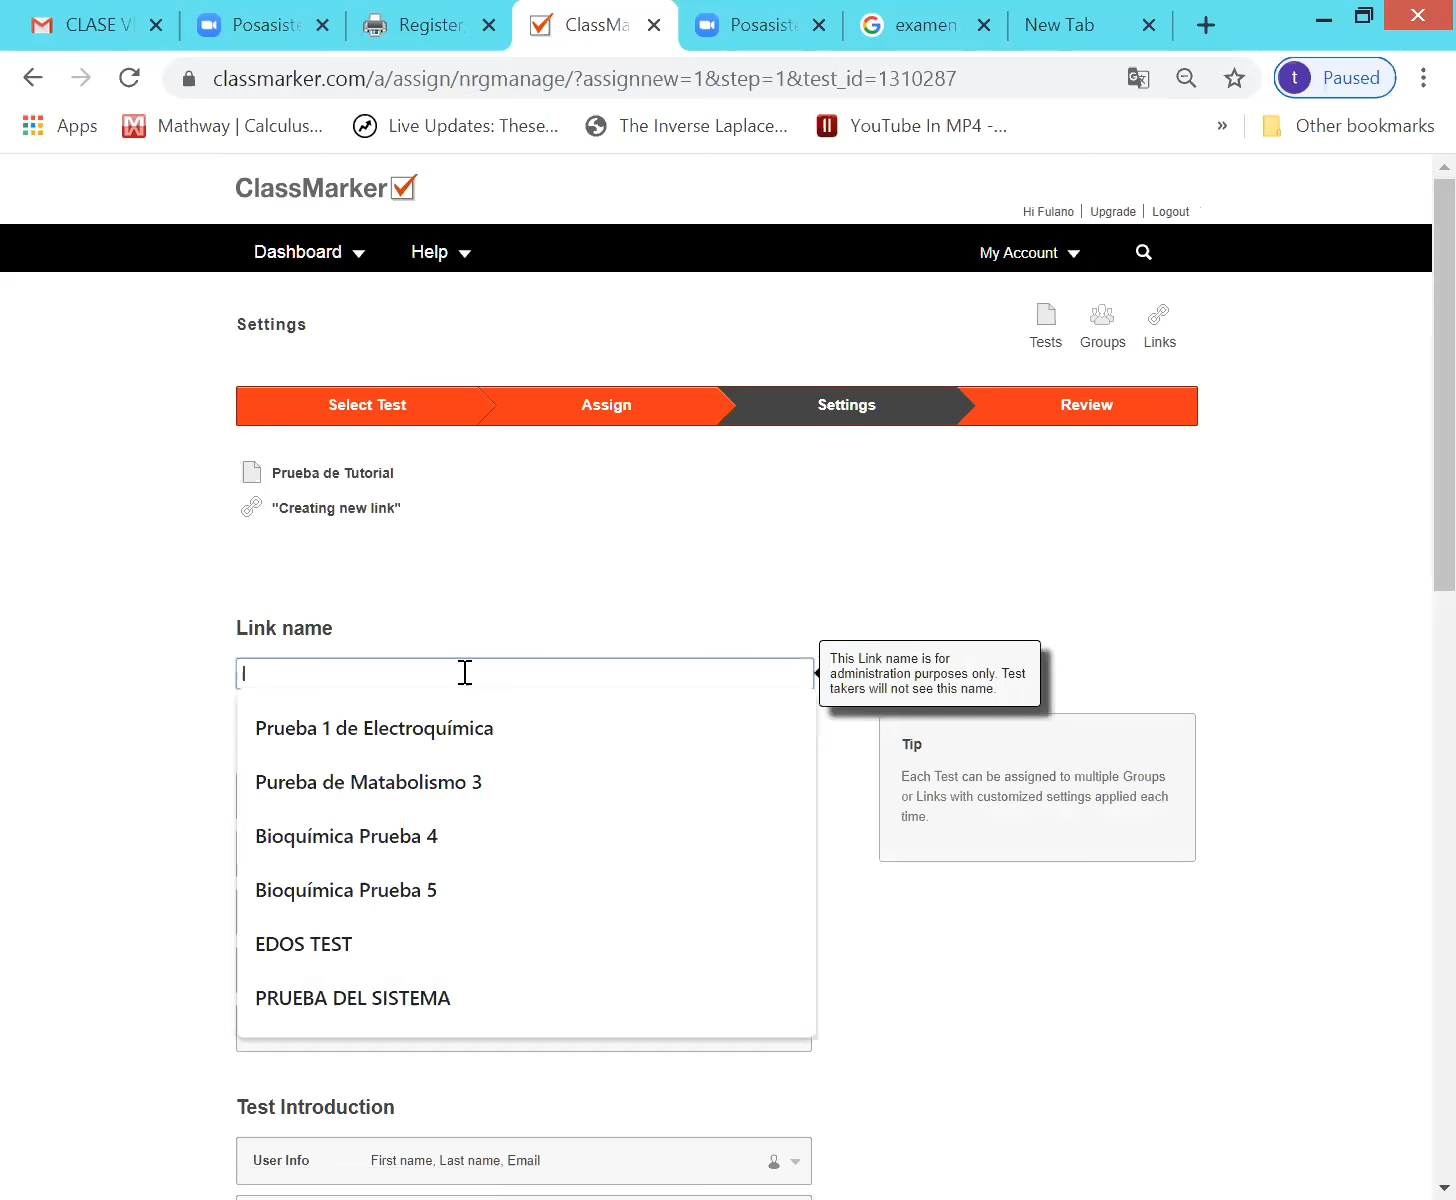 CLASE V
Posasiste
Register,
ClassMa
Posasiste
examen
New Tab
classmarker.com/a/assign/nrgmanage/?assignnew=1&step=1&test_id=1310287
t
Paused
Apps
Mathway | Calculus...
Live Updates: These...
The Inverse Laplace...
YouTube In MP4 -...
»
Other bookmarks
ClassMarker
Hi Fulano | Upgrade | Logout
Dashboard
Help
My Account
Settings
Tests
Groups
Links
Select Test
Assign
Settings
Review
Prueba de Tutorial
"Creating new link"
Link name
This Link name is for
administration purposes only. Test
takers will not see this name.
Prueba 1 de Electroquímica
Pureba de Matabolismo 3
Bioquímica Prueba 4
Bioquímica Prueba 5
EDOS TEST
PRUEBA DEL SISTEMA
Tip
Each Test can be assigned to multiple Groups
or Links with customized settings applied each
time.
Test Introduction
User Info
First name, Last name, Email